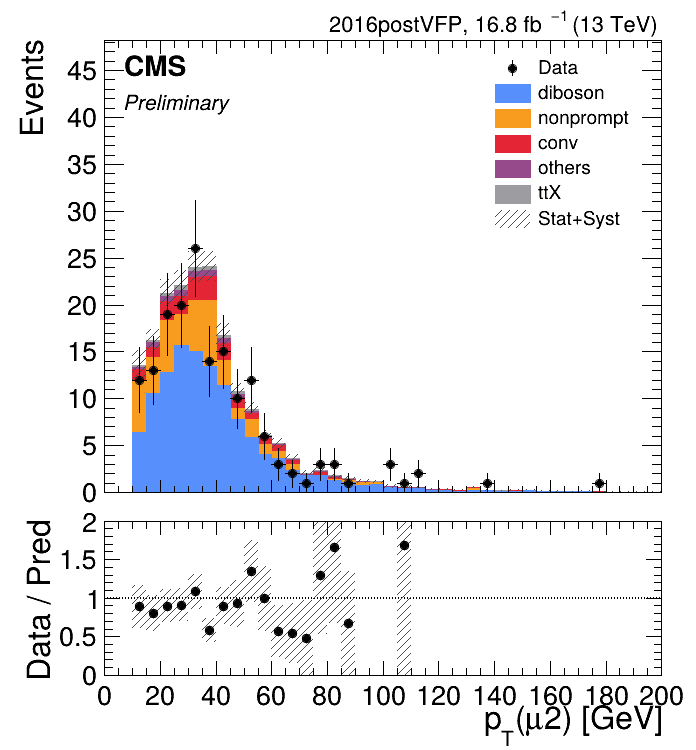 2016postVFP, 16.8 fb ⁻¹ (13 TeV)
CMS
Preliminary
Events
45
40
35
30
25
20
15
10
5
0
Data
diboson
nonprompt
conv
others
ttX
Stat+Syst
Data / Pred
2
1.5
1
0.5
0
0 20 40 60 80 100 120 140 160 180 200
p_T(μ2) [GeV]